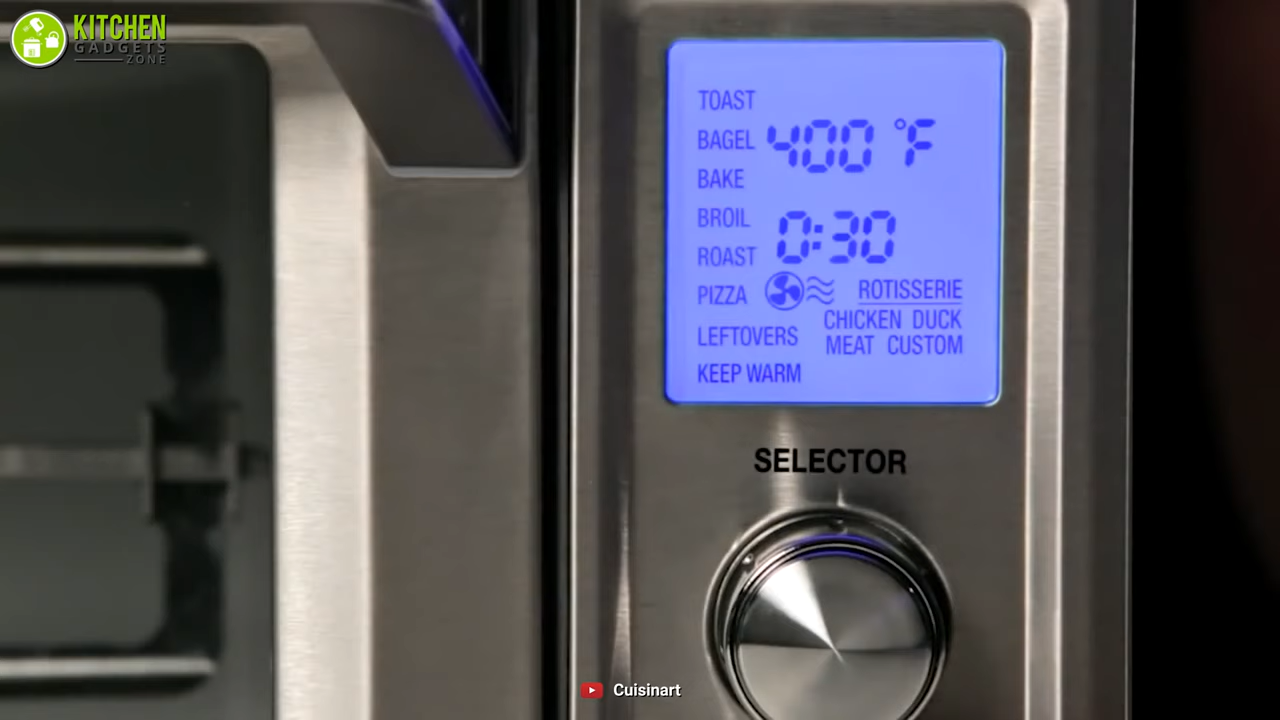 KITCHEN
GADGETS
ZONE
TOAST
BAGEL
400 °F
BAKE
BROIL
0:30
ROAST
PIZZA
ROTISSERIE
CHICKEN DUCK
LEFTOVERS
MEAT CUSTOM
KEEP WARM
SELECTOR
Cuisinart